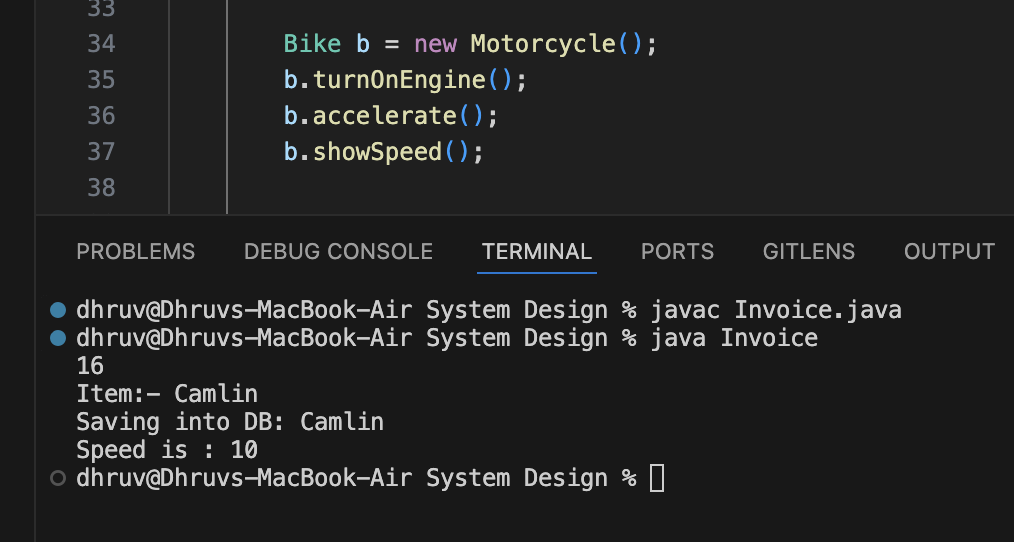 33
34 Bike b = new Motorcycle();
35 b.turnOnEngine();
36 b.accelerate();
37 b.showSpeed();
38
PROBLEMS DEBUG CONSOLE TERMINAL PORTS GITLENS OUTPUT
dhruv@Dhruvs-MacBook-Air System Design % javac Invoice.java
dhruv@Dhruvs-MacBook-Air System Design % java Invoice
16
Item:- Camlin
Saving into DB: Camlin
Speed is : 10
dhruv@Dhruvs-MacBook-Air System Design %